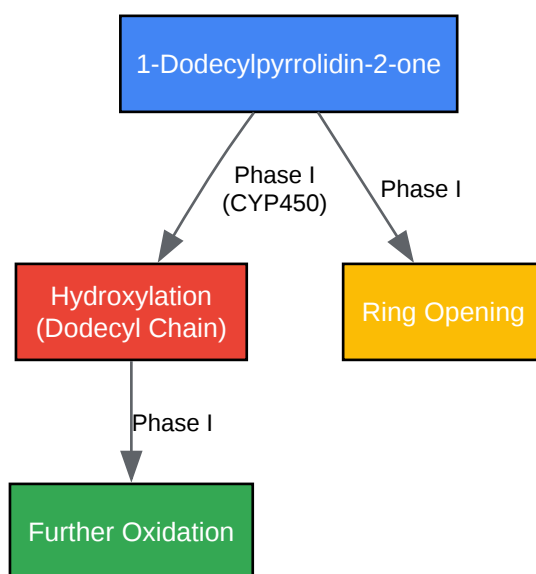 1-Dodecylpyrrolidin-2-one
Phase I
(CYP450)
Phase I
Hydroxylation
(Dodecyl Chain)
Ring Opening
Phase I
Further Oxidation